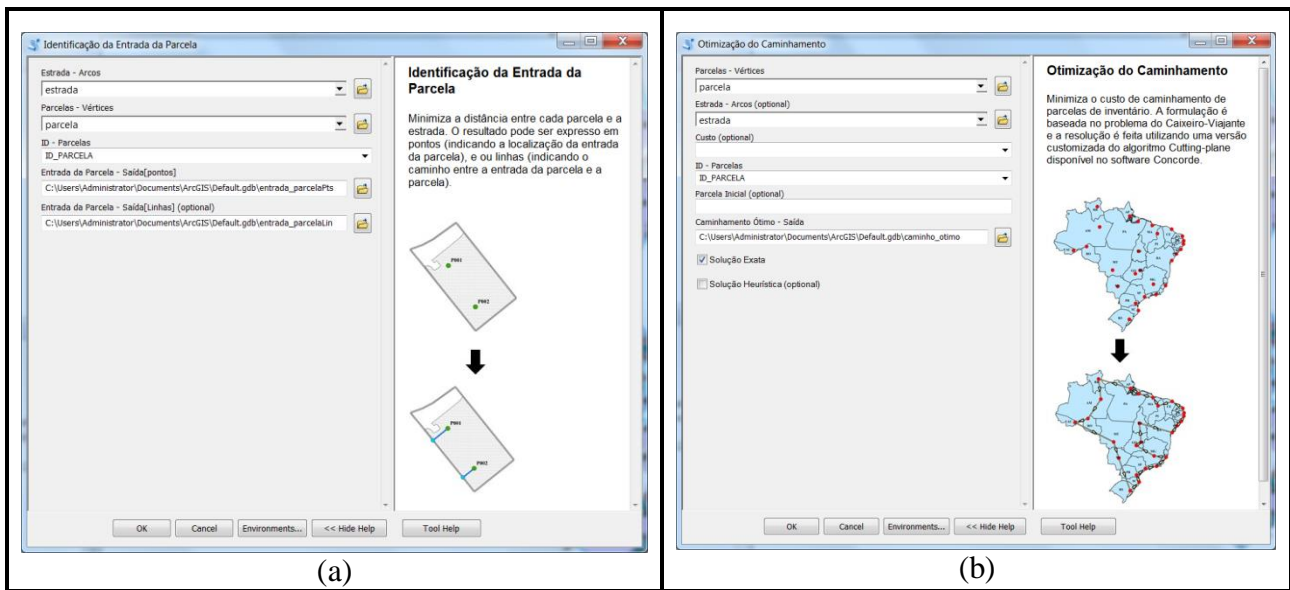 Identificação da Entrada da Parcela
Estrada - Arcos
estrada
Parcelas - Vértices
parcela
ID - Parcelas
ID_PARCELA
Entrada da Parcela - Saída[pontos]
C:\Users\Administrator\Documents\ArcGIS\Default.gdb\entrada_parcelaPts
Entrada da Parcela - Saída[Linhas] (optional)
C:\Users\Administrator\Documents\ArcGIS\Default.gdb\entrada_parcelaLin
OK
Cancel
Environments...
<< Hide Help
Identificação da Entrada da
Parcela
Minimiza a distância entre cada parcela e a
estrada. O resultado pode ser expresso em
pontos (indicando a localização da entrada
da parcela), e ou linhas (indicando o
caminho entre a entrada da parcela e a
parcela).
P001
P002
P001
P002
Tool Help
(a)
Otimização do Caminhamento
Parcelas - Vértices
parcela
Estrada - Arcos (optional)
estrada
Custo (optional)
ID - Parcelas
ID_PARCELA
Parcela Inicial (optional)
Caminhamento Ótimo - Saída
C:\Users\Administrator\Documents\ArcGIS\Default.gdb\caminho_otimo
Solução Exata
Solução Heurística (optional)
OK
Cancel
Environments...
<< Hide Help
Otimização do Caminhamento
Minimiza o custo de caminhamento de
parcelas de inventário. A formulação é
baseada no problema do Caixeiro-Viajante
e a resolução é feita utilizando uma versão
customizada do algoritmo Cutting-plane
disponível no software Concorde.
Tool Help
(b)